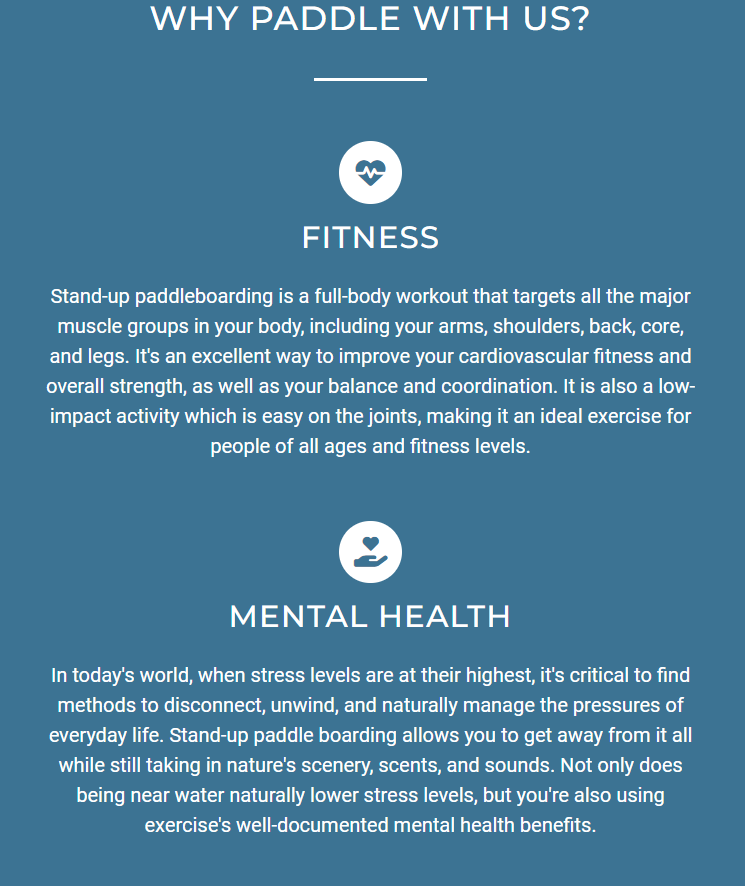 WHY PADDLE WITH US?
FITNESS
Stand-up paddleboarding is a full-body workout that targets all the major
muscle groups in your body, including your arms, shoulders, back, core,
and legs. It's an excellent way to improve your cardiovascular fitness and
overall strength, as well as your balance and coordination. It is also a low-
impact activity which is easy on the joints, making it an ideal exercise for
people of all ages and fitness levels.
MENTAL HEALTH
In today's world, when stress levels are at their highest, it's critical to find
methods to disconnect, unwind, and naturally manage the pressures of
everyday life. Stand-up paddle boarding allows you to get away from it all
while still taking in nature's scenery, scents, and sounds. Not only does
being near water naturally lower stress levels, but you're also using
exercise's well-documented mental health benefits.